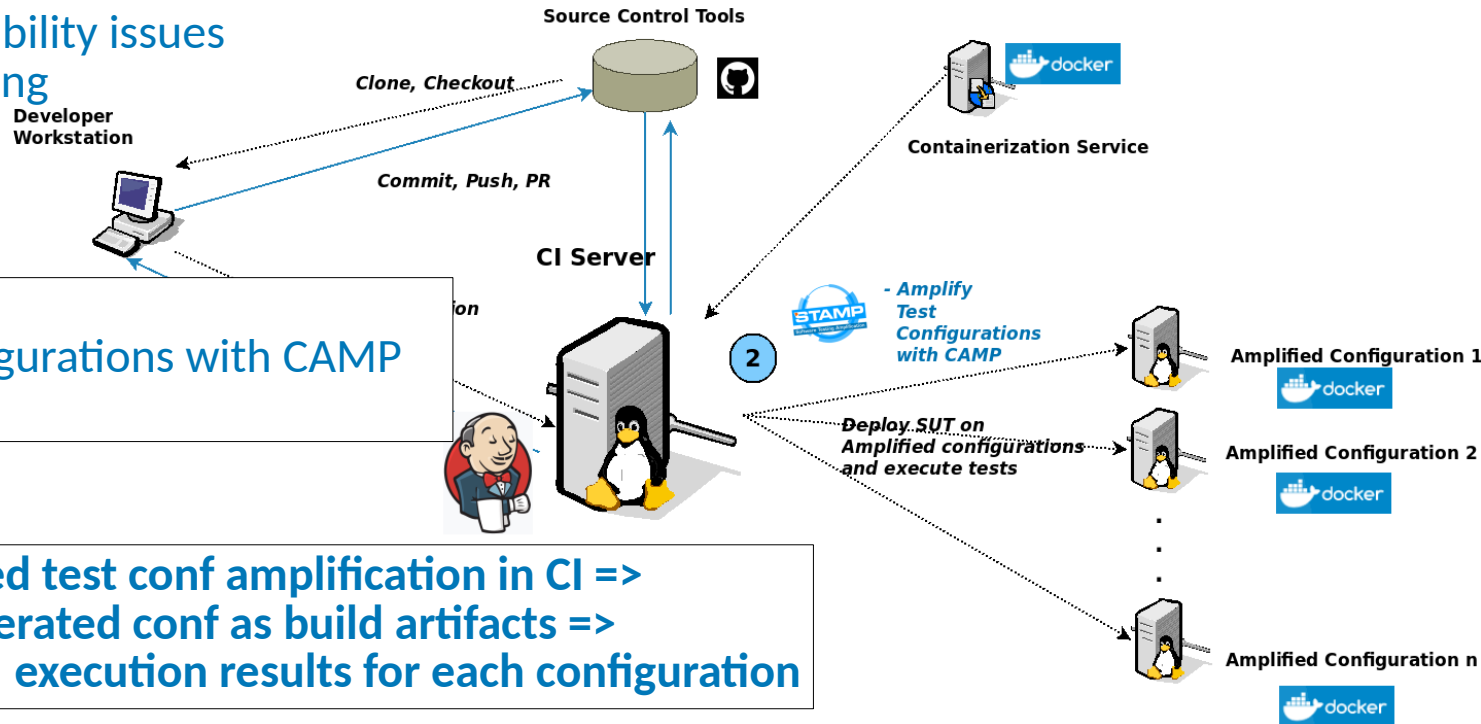 bility issues
ng
Source Control Tools
docker
Clone, Checkout
Developer
Workstation
Containerization Service
Commit, Push, PR
CI Server
ion
STAMP
- Amplify
Test
Configurations
with CAMP
2
gurations with CAMP
Amplified Configuration 1
docker
Deploy SUT on
Amplified configurations
and execute tests
Amplified Configuration 2
docker
.
.
.
ed test conf amplification in CI =>
erated conf as build artifacts =>
execution results for each configuration
Amplified Configuration n
docker